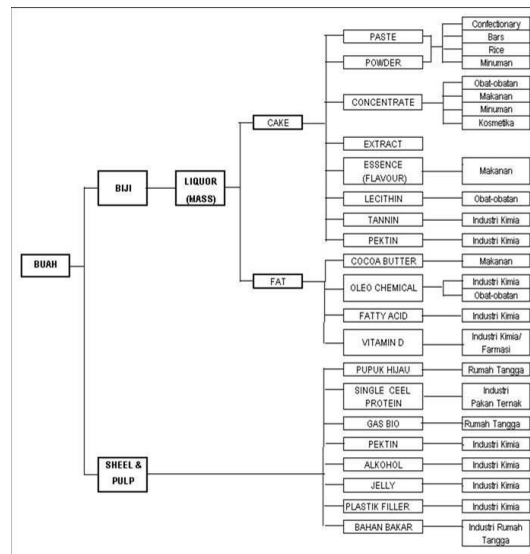 BUAH
BIJI
LIQUOR
(MASS)
CAKE
PASTE
POWDER
Confectionary
Bars
Rice
Minuman
CONCENTRATE
Obat-obatan
Makanan
Minuman
Kosmetika
EXTRACT
ESSENCE
(FLAVOUR)
Makanan
LECITHIN
Obat-obatan
TANNIN
Industri Kimia
PEKTIN
Industri Kimia
FAT
COCOA BUTTER
Makanan
OLEO CHEMICAL
Industri Kimia
Obat-obatan
FATTY ACID
Industri Kimia
VITAMIN D
Industri Kimia/
Farmasi
SHEEL &
PULP
PUPUK HIJAU
Rumah Tangga
SINGLE CEEL
PROTEIN
Industri
Pakan Ternak
GAS BIO
Rumah Tangga
PEKTIN
Industri Kimia
ALKOHOL
Industri Kimia
JELLY
Industri Kimia
PLASTIK FILLER
Industri Kimia
BAHAN BAKAR
Industri Rumah
Tangga